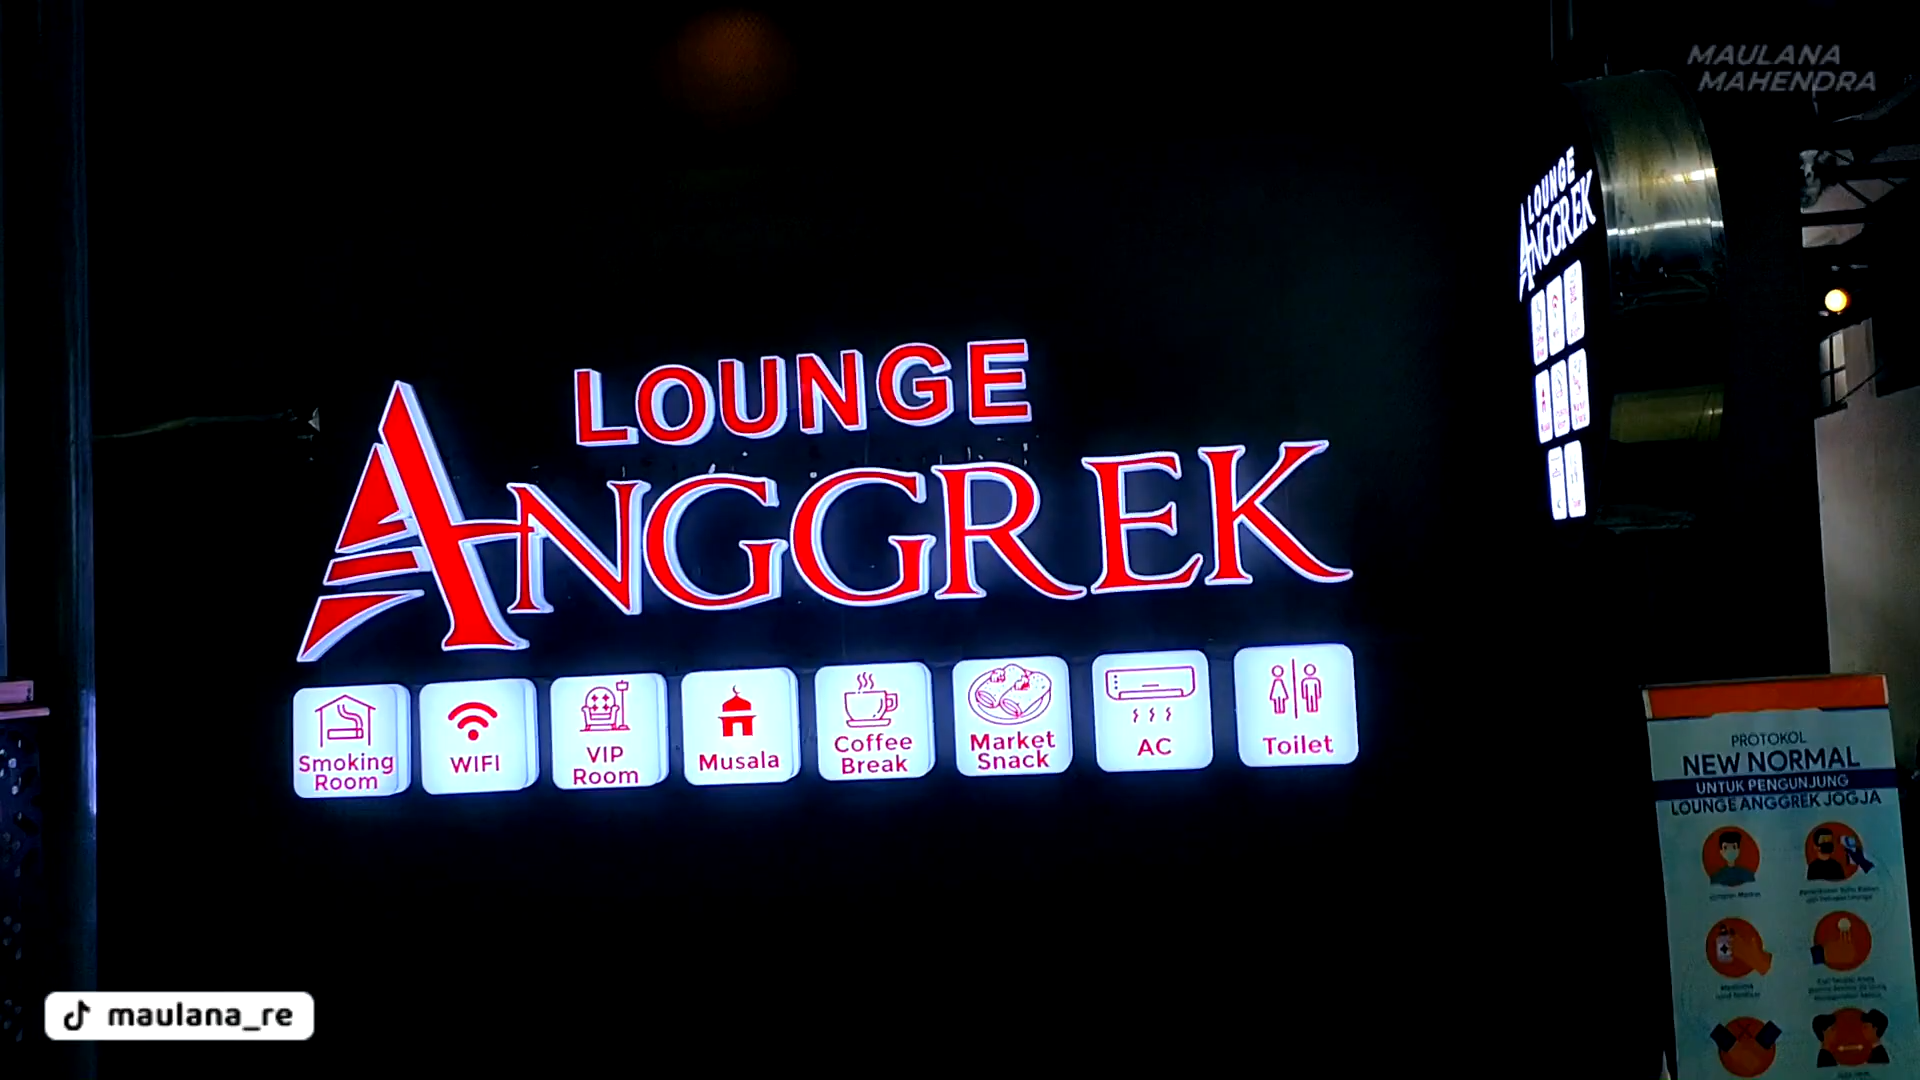 MAULANA
MAHENDRA
LOUNGE
ANGGREK
LOUNGE
ANGGREK
Smoking
Room
WIFI
VIP
Room
Musala
Coffee
Break
Market
Snack
AC
Toilet
PROTOKOL
NEW NORMAL
UNTUK PENGUNJUNG
LOUNGE ANGGREK JOGJA
maulana_re